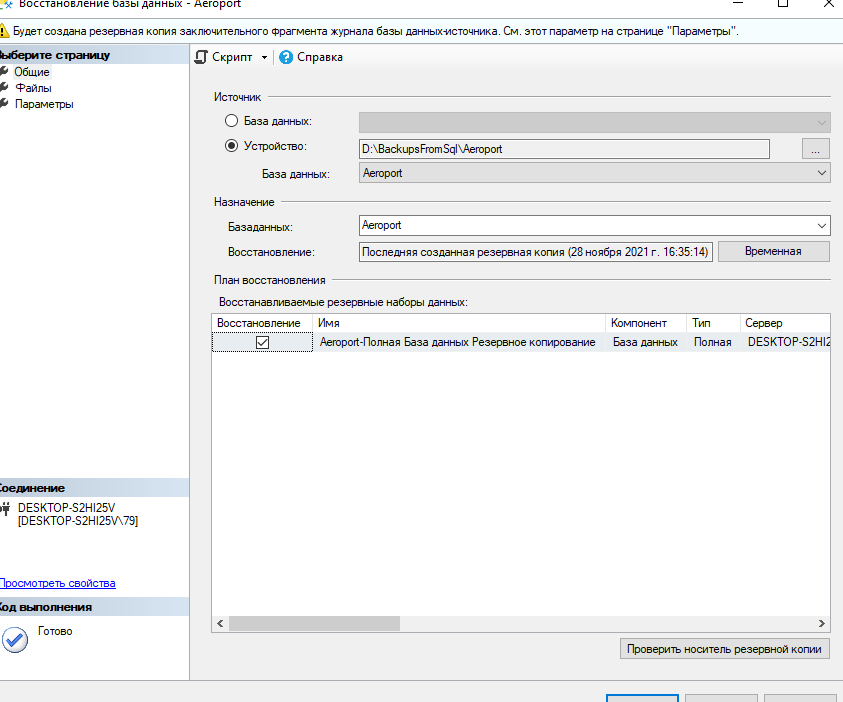 Восстановление базы данных - Aeroport
Будет создана резервная копия заключительного фрагмента журнала базы данных-источника. См. этот параметр на странице "Параметры".
Выберите страницу
Общие
Файлы
Параметры
Скрипт
Справка
Источник
База данных:
Устройство:
D:\BackupsFromSql\Aeroport
...
База данных:
Aeroport
Назначение
Базаданных:
Aeroport
Восстановление:
Последняя созданная резервная копия (28 ноября 2021 г. 16:35:14)
Временная
План восстановления
Восстанавливаемые резервные наборы данных:
Восстановление Имя Компонент Тип Сервер
Aeroport-Полная База данных Резервное копирование База данных Полная DESKTOP-S2HI2
Соединение
DESKTOP-S2HI25V
[DESKTOP-S2HI25V\79]
Просмотреть свойства
Код выполнения
Готово
Проверить носитель резервной копии